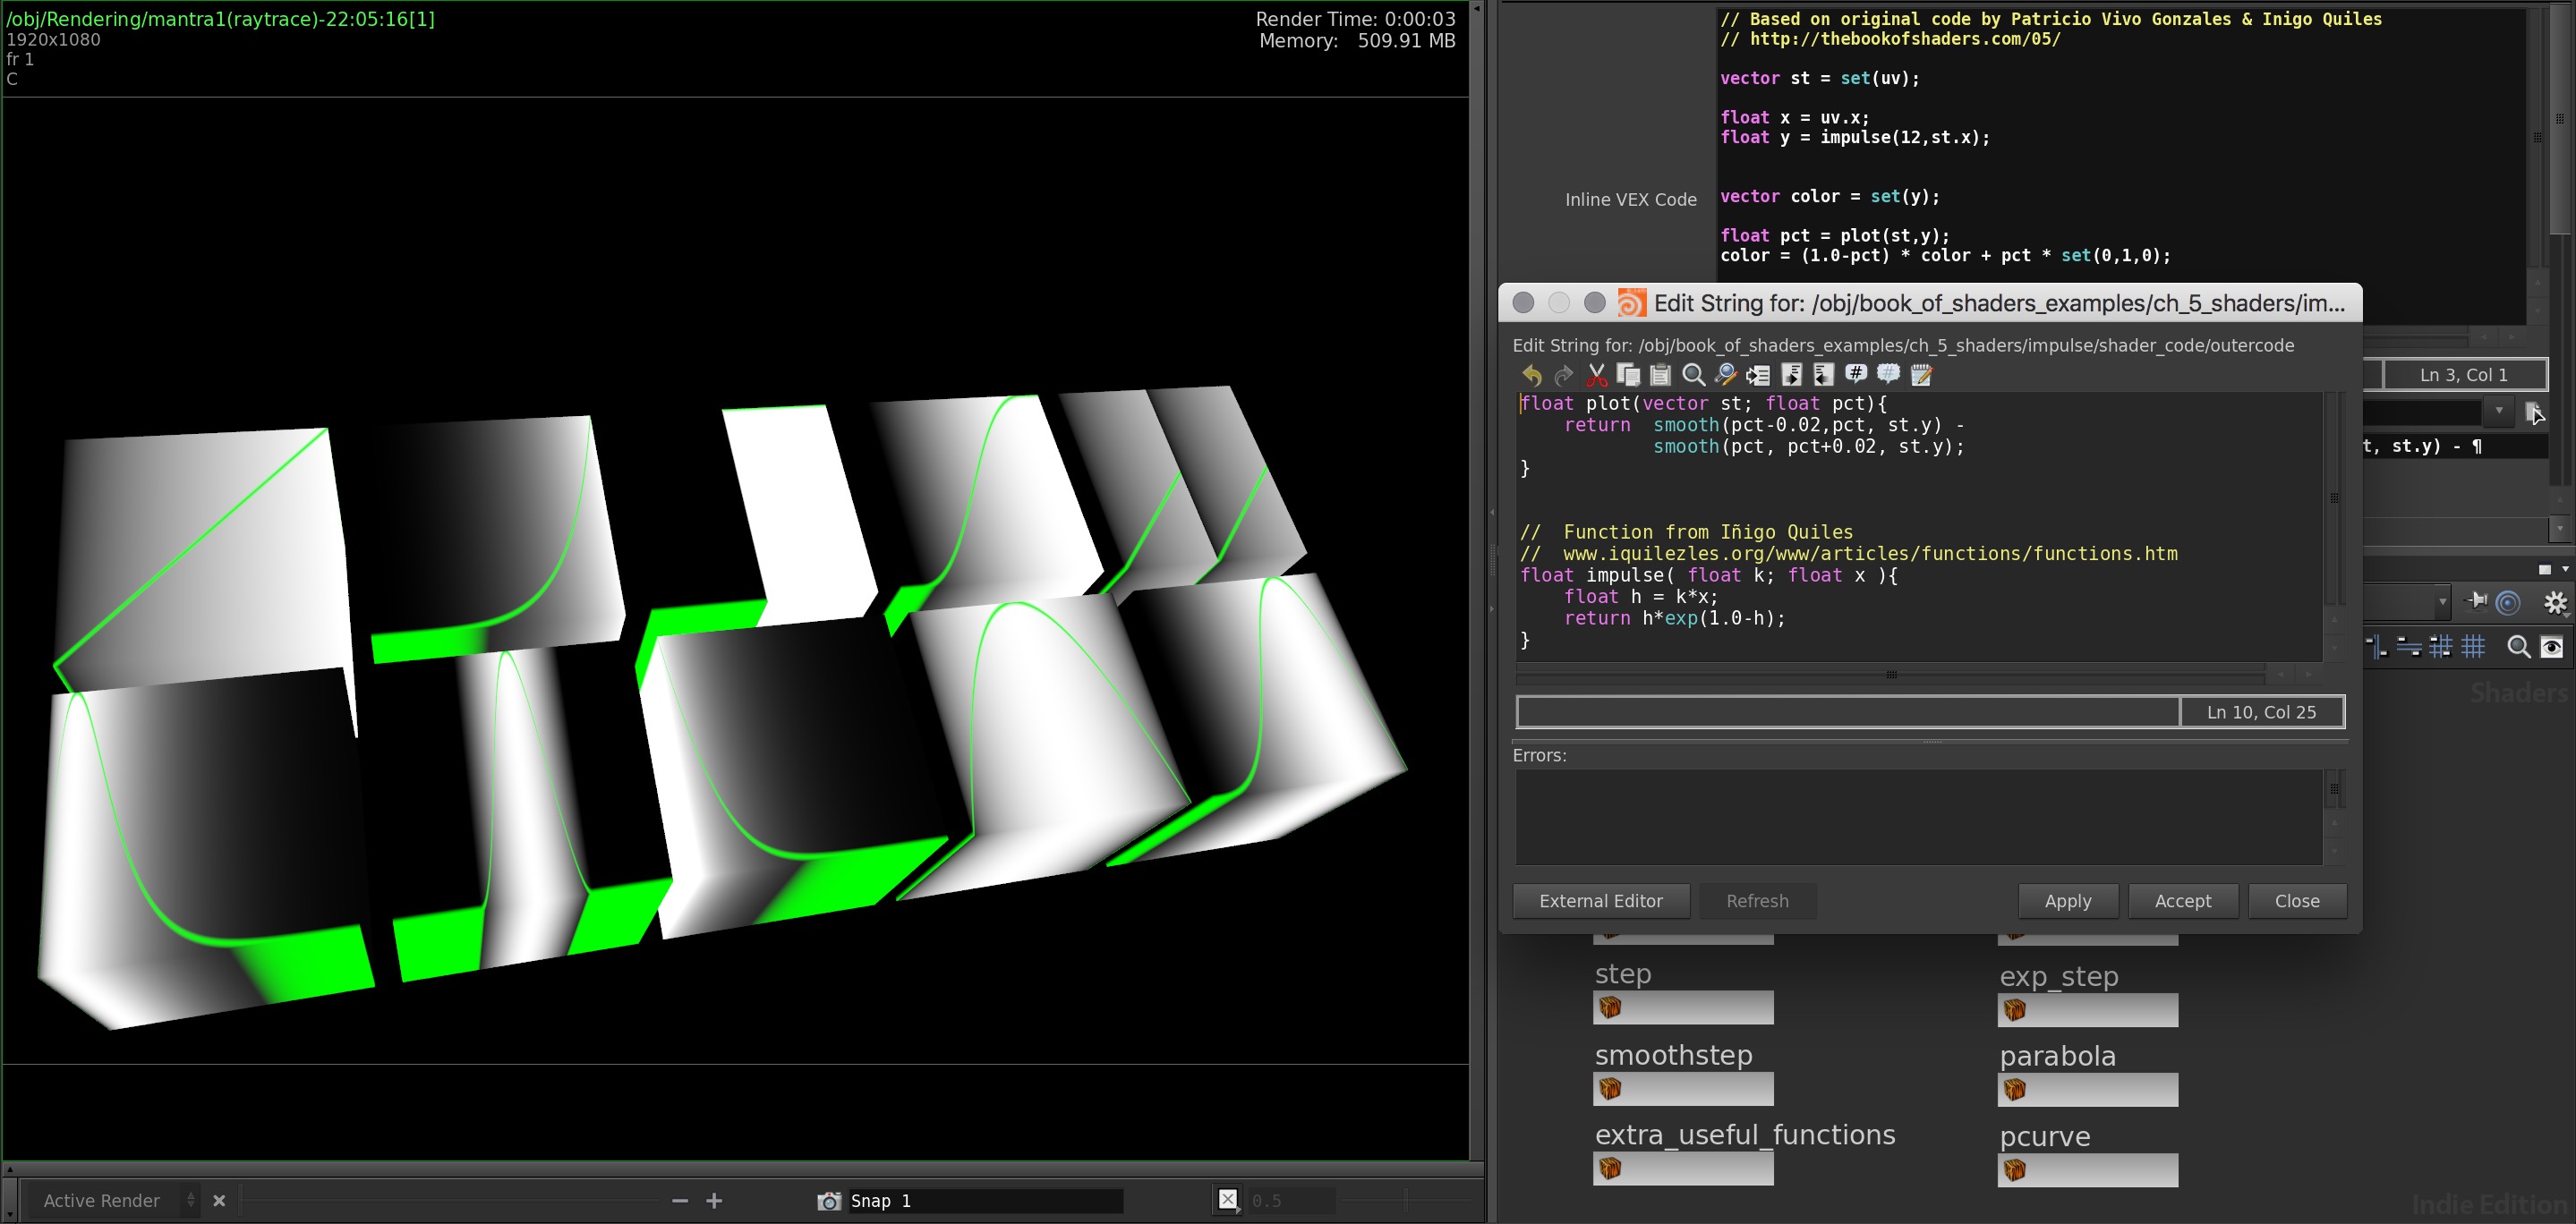 /obj/Rendering/mantra1(raytrace)-22:05:16[1]
1920x1080
fr 1
C
Render Time: 0:00:03
Memory: 509.91 MB
Active Render
Snap 1
0.5
Inline VEX Code
// Based on original code by Patricio Vivo Gonzales & Inigo Quiles
// http://thebookofshaders.com/05/
vector st = set(uv);
float x = uv.x;
float y = impulse(12,st.x);
vector color = set(y);
float pct = plot(st,y);
color = (1.0-pct) * color + pct * set(0,1,0);
Ln 3, Col 1
t, st.y) - ¶
Edit String for: /obj/book_of_shaders_examples/ch_5_shaders/im...
Edit String for: /obj/book_of_shaders_examples/ch_5_shaders/impulse/shader_code/outercode
float plot(vector st; float pct){
return smooth(pct-0.02,pct, st.y) -
smooth(pct, pct+0.02, st.y);
}
// Function from Iñigo Quiles
// www.iquilezles.org/www/articles/functions/functions.htm
float impulse( float k; float x ){
float h = k*x;
return h*exp(1.0-h);
}
Ln 10, Col 25
Errors:
External Editor
Refresh
Apply
Accept
Close
Shaders
step
exp_step
smoothstep
parabola
extra_useful_functions
pcurve
Indie Edition